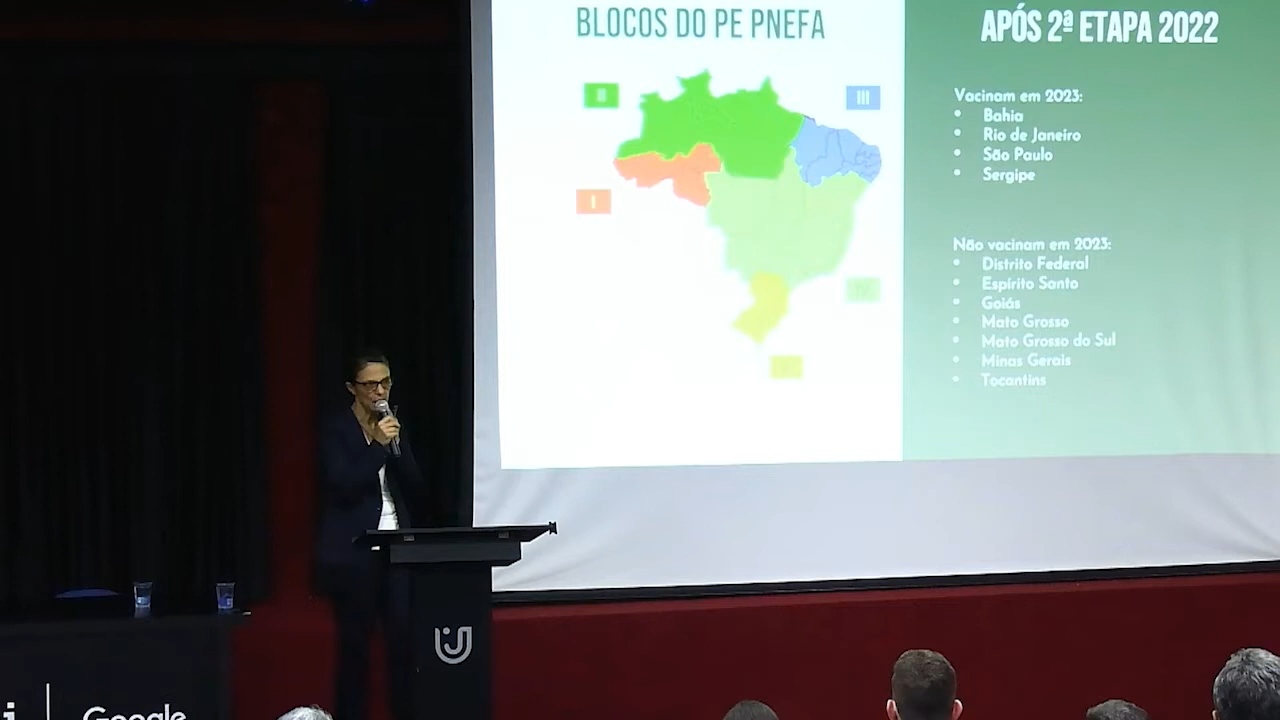 BLOCOS DO PE PNEFA
II
III
I
IV
APÓS 2ª ETAPA 2022
Vacinam em 2023:
• Bahia
• Rio de Janeiro
• São Paulo
• Sergipe
Não vacinam em 2023:
• Distrito Federal
• Espírito Santo
• Goiás
• Mato Grosso
• Mato Grosso do Sul
• Minas Gerais
• Tocantins
Google